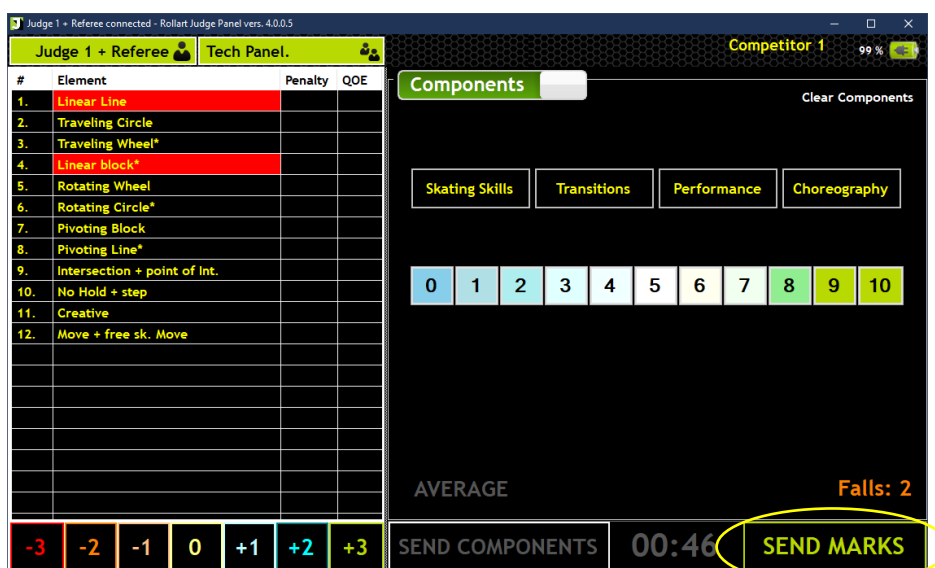 Judge 1 + Referee connected - Rollart Judge Panel vers. 4.0.0.5
Judge 1 + Referee Tech Panel. Competitor 1 99 %
# Element Penalty QOE
1. Linear Line
2. Traveling Circle
3. Traveling Wheel*
4. Linear block*
5. Rotating Wheel
6. Rotating Circle*
7. Pivoting Block
8. Pivoting Line*
9. Intersection + point of Int.
10. No Hold + step
11. Creative
12. Move + free sk. Move
-3 -2 -1 0 +1 +2 +3
Components
Clear Components
Skating Skills Transitions Performance Choreography
0 1 2 3 4 5 6 7 8 9 10
AVERAGE Falls: 2
SEND COMPONENTS 00:46 SEND MARKS